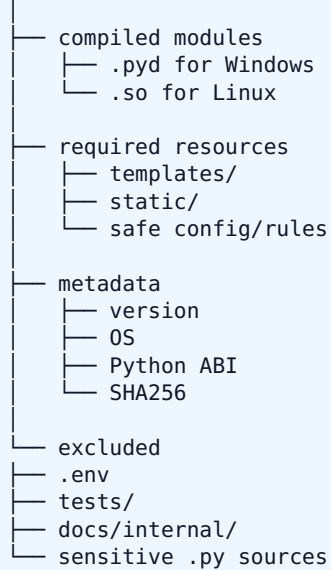 │
├── compiled modules
│   ├── .pyd for Windows
│   └── .so for Linux
│
├── required resources
│   ├── templates/
│   ├── static/
│   └── safe config/rules
│
├── metadata
│   ├── version
│   ├── OS
│   ├── Python ABI
│   └── SHA256
│
└── excluded
├── .env
├── tests/
├── docs/internal/
└── sensitive .py sources